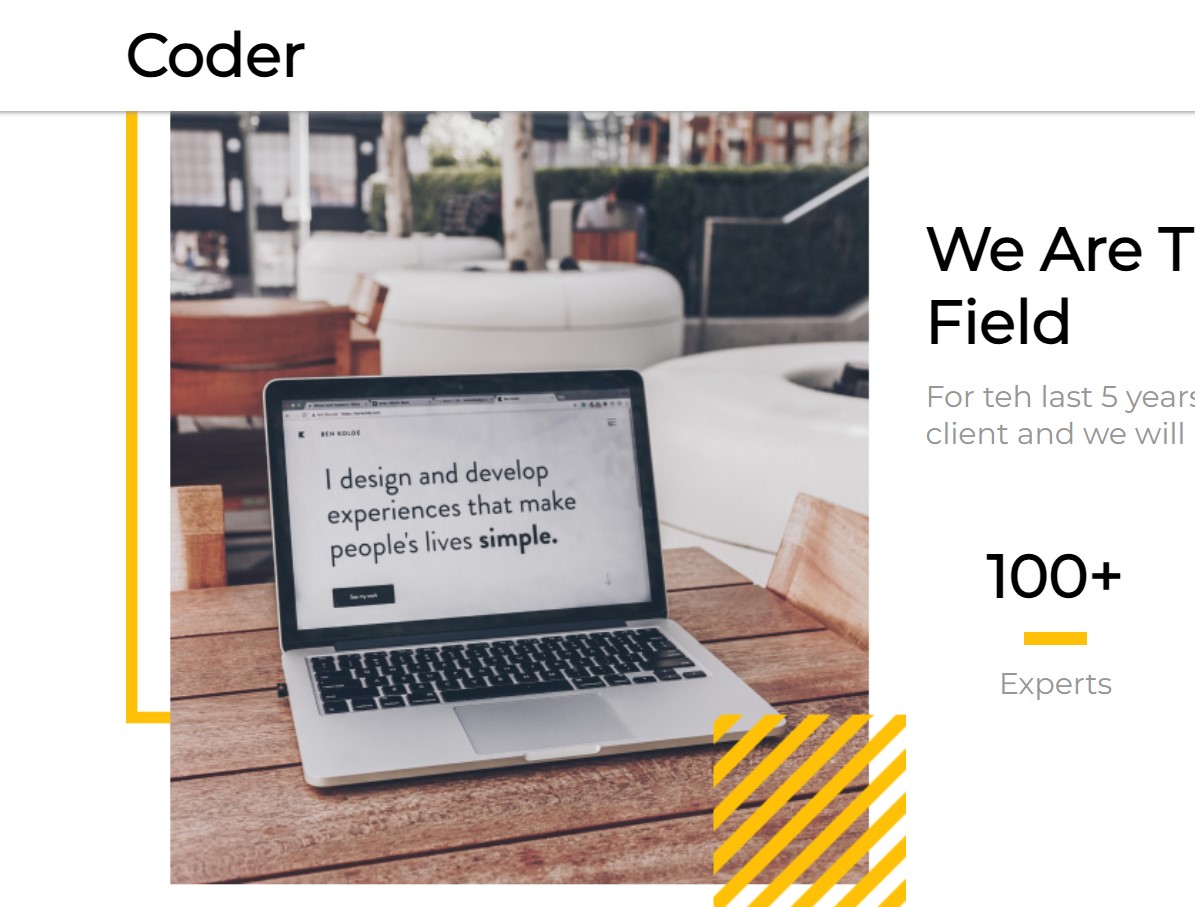 Coder
We Are T
Field
For teh last 5 years
client and we will
100+
Experts
BEN KOLDE
I design and develop
experiences that make
people's lives simple.
See my work